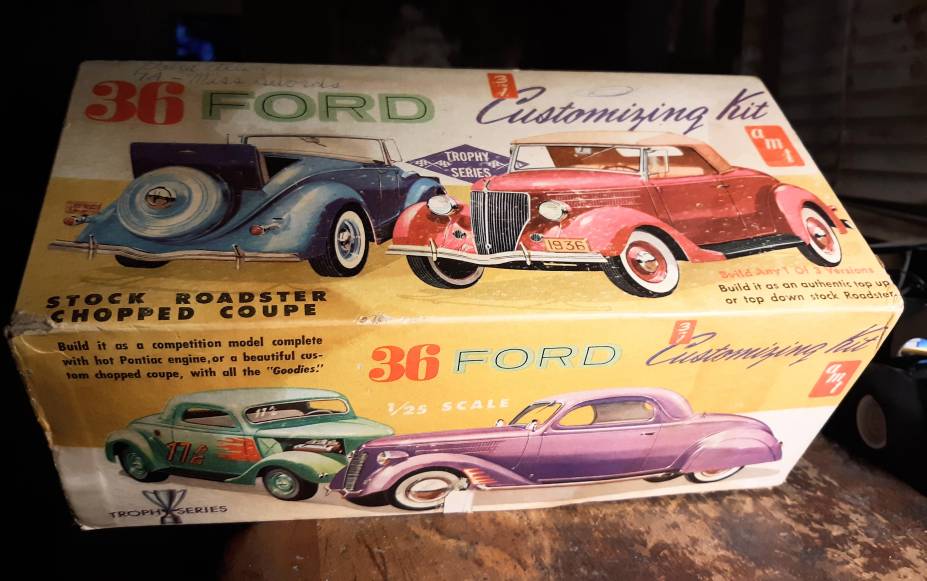 74 - Miss Swords
36 FORD
3 in 1
Customizing Kit
amt
TROPHY
SERIES
1936
Build Any 1 Of 3 Versions
Build it as an authentic top up
or top down stock Roadster.
STOCK ROADSTER
CHOPPED COUPE
Build it as a competition model complete
with hot Pontiac engine, or a beautiful cus-
tom chopped coupe, with all the "Goodies!"
36 FORD
Customizing Kit
amt
1/25 SCALE
TROPHY SERIES